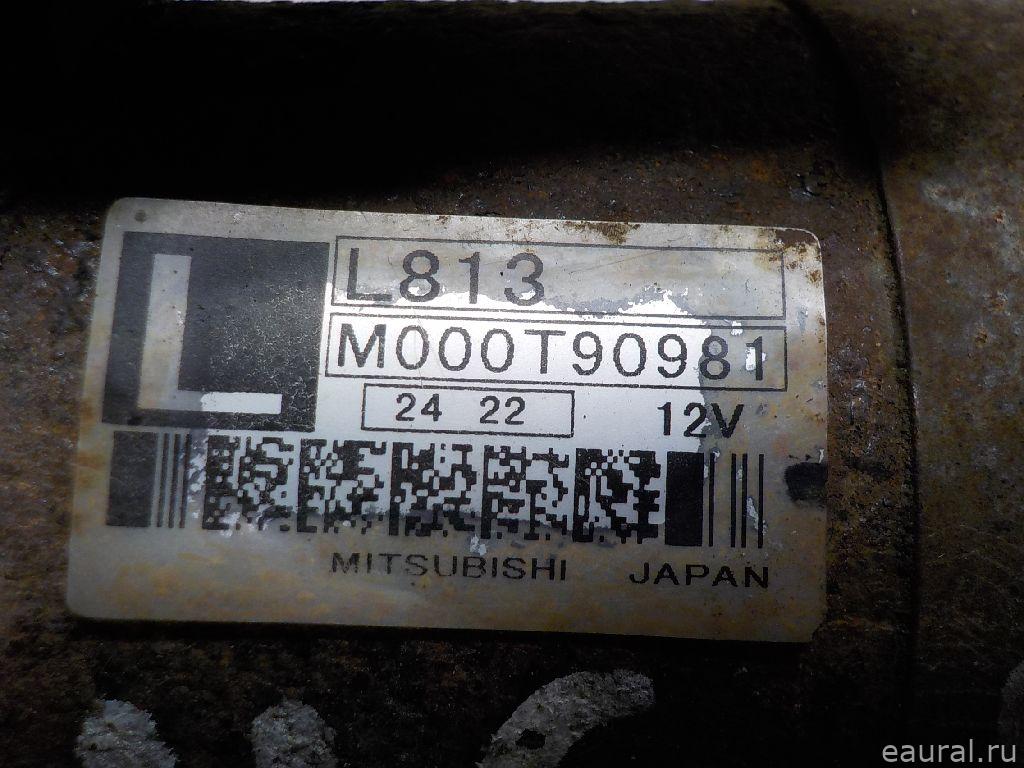 L
L813
M000T90981
24 22
12V
MITSUBISHI JAPAN
eaural.ru